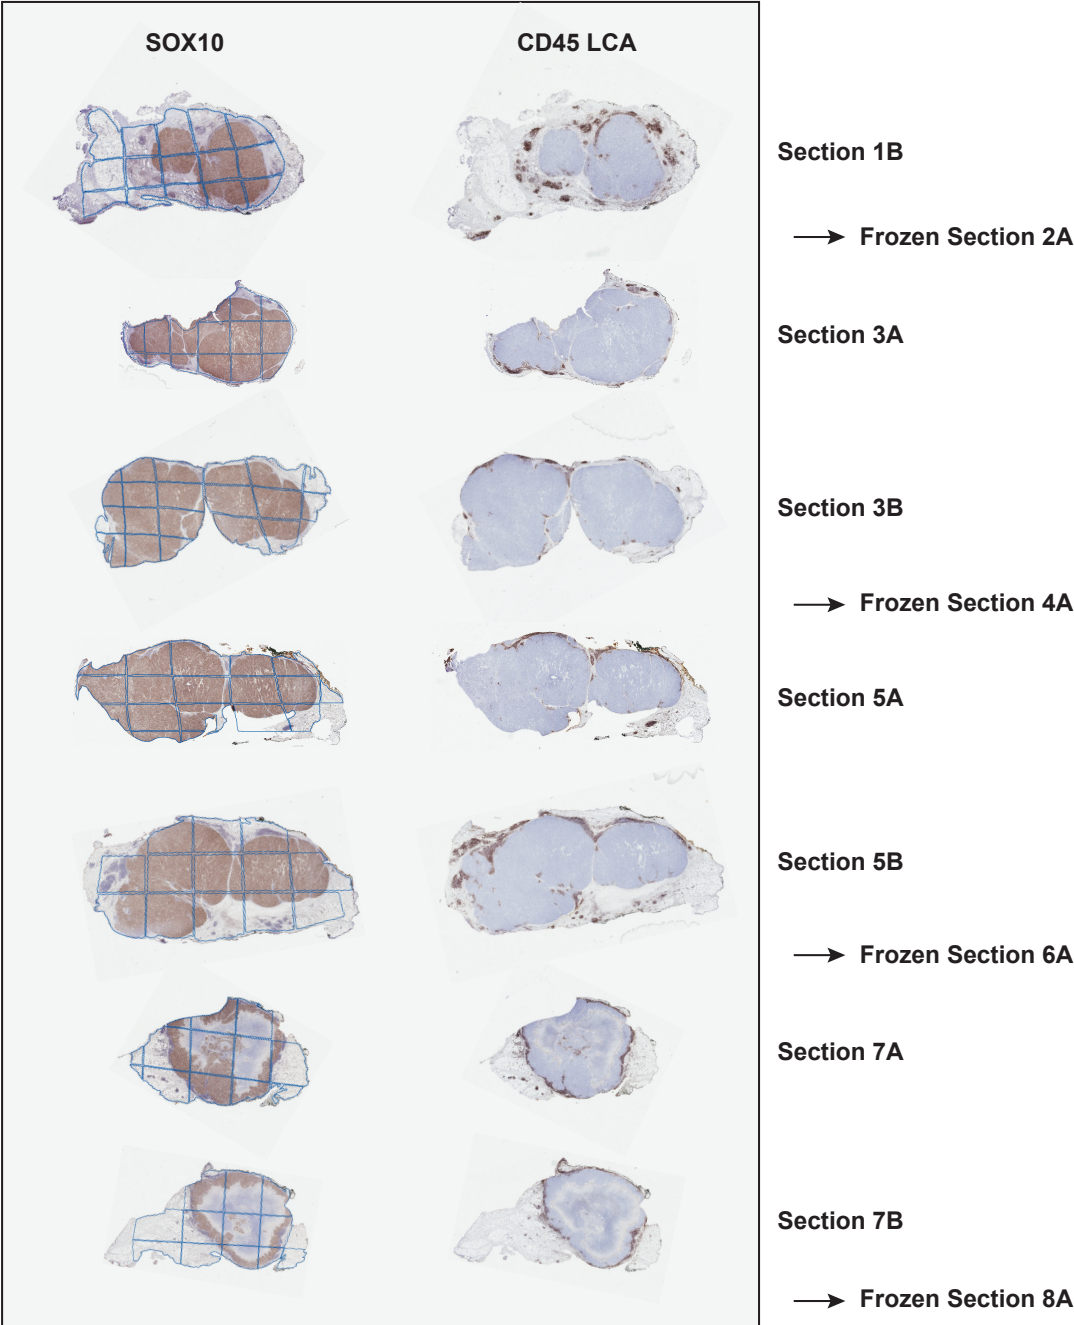 SOX10
CD45 LCA
Section 1B
Frozen Section 2A
Section 3A
Section 3B
Frozen Section 4A
Section 5A
Section 5B
Frozen Section 6A
Section 7A
Section 7B
Frozen Section 8A